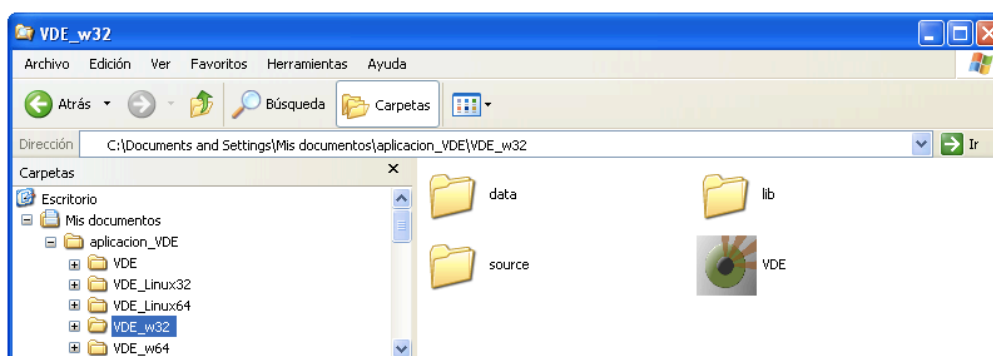 VDE_w32
Archivo Edición Ver Favoritos Herramientas Ayuda
Atrás Búsqueda Carpetas
Dirección C:\Documents and Settings\Mis documentos\aplicacion_VDE\VDE_w32 Ir
Carpetas
Escritorio
Mis documentos
aplicacion_VDE
VDE
VDE_Linux32
VDE_Linux64
VDE_w32
VDE_w64
data lib
source VDE